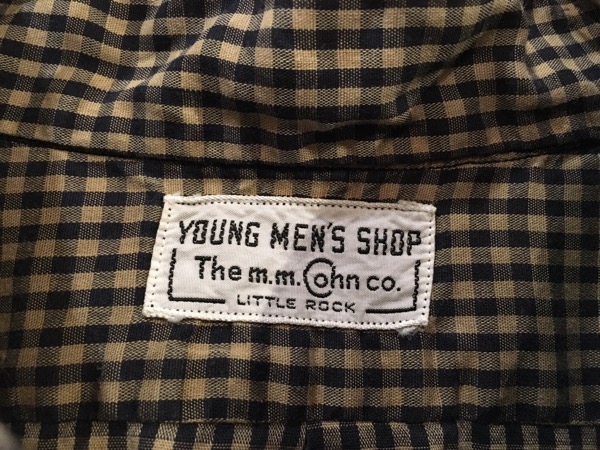 YOUNG MEN'S SHOP
The m.m. Cohn co.
LITTLE ROCK